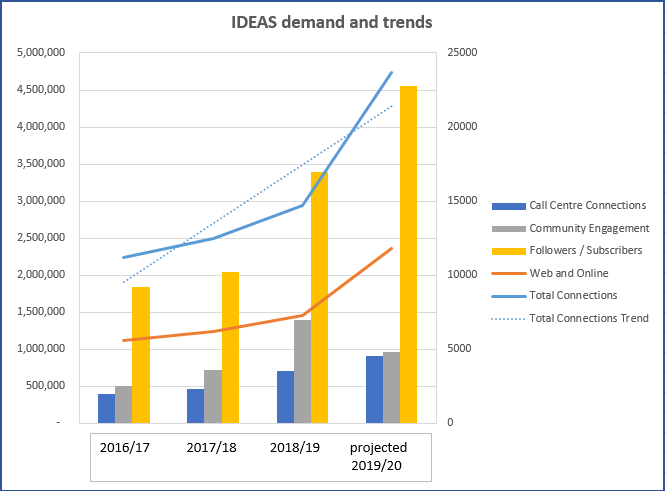 IDEAS demand and trends
5,000,000
4,500,000
4,000,000
3,500,000
3,000,000
2,500,000
2,000,000
1,500,000
1,000,000
500,000
-
25000
20000
15000
10000
5000
0
Call Centre Connections
Community Engagement
Followers / Subscribers
Web and Online
Total Connections
Total Connections Trend
2016/17 2017/18 2018/19 projected
2019/20